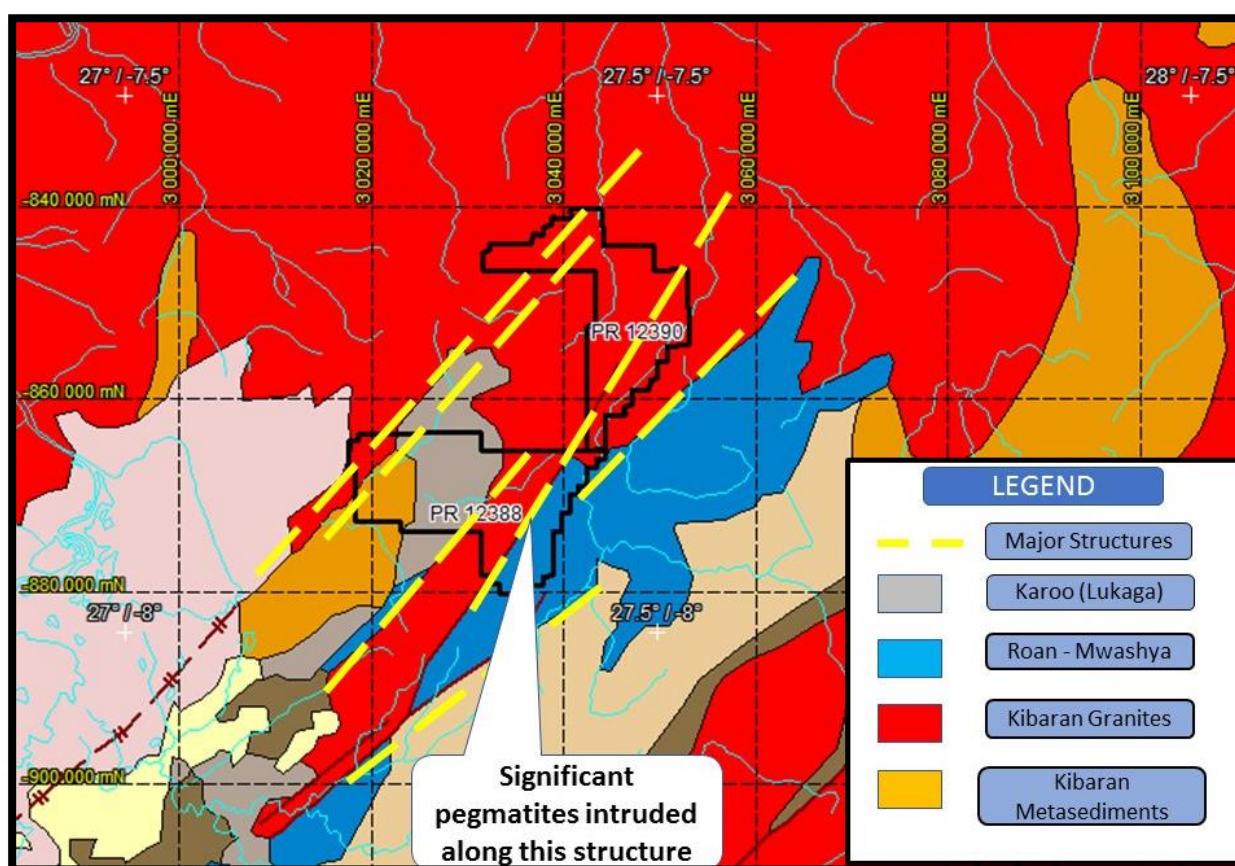 27° / -7.5°
27.5° / -7.5°
28° / -7.5°
3 000 000 mE
3 020 000 mE
3 040 000 mE
3 060 000 mE
3 080 000 mE
3 100 000 mE
-840 000 mN
PR 12390
-860 000 mN
PR 12388
-880 000 mN
27° / -8°
27.5° / -8°
-900 000 mN
Significant
pegmatites intruded
along this structure
LEGEND
Major Structures
Karoo (Lukaga)
Roan - Mwashya
Kibaran Granites
Kibaran
Metasediments